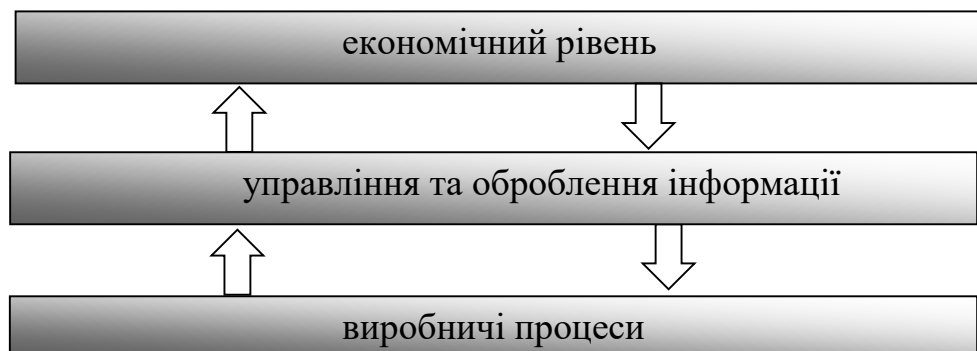 економічний рівень
управління та оброблення інформації
виробничі процеси